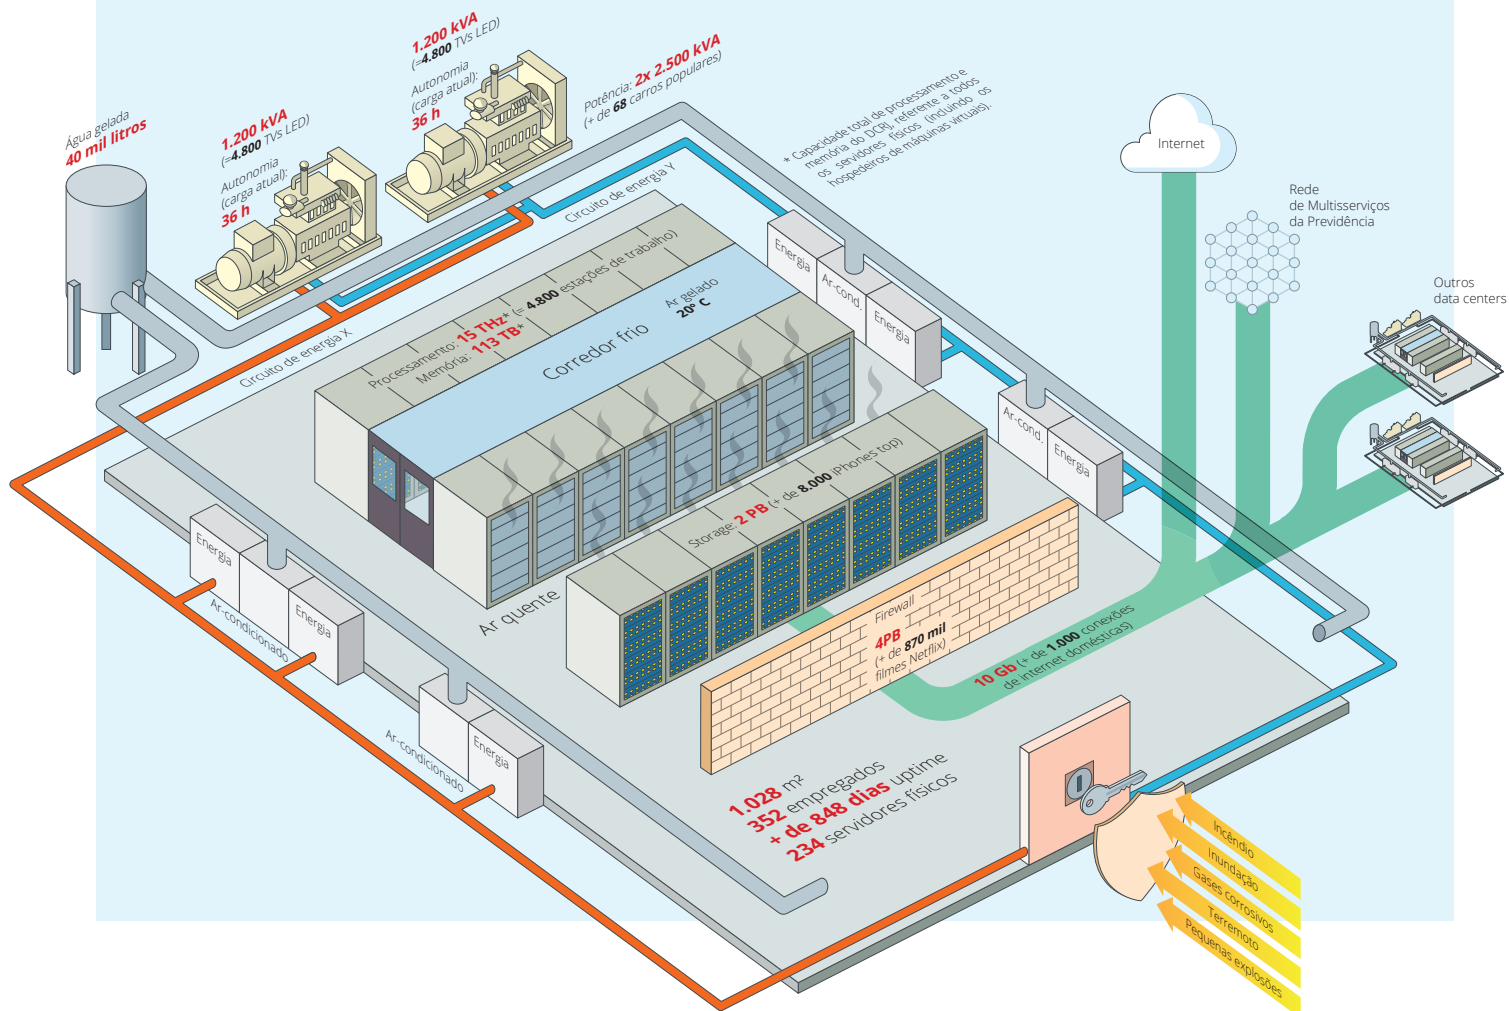 Água gelada
40 mil litros
1.200 kVA
(=4.800 TVs LED)
Autonomia
(carga atual):
36 h
1.200 kVA
(=4.800 TVs LED)
Autonomia
(carga atual):
36 h
Potência: 2x 2.500 kVA
(+ de 68 carros populares)
* Capacidade total de processamento e
memória do DCRJ, referente a todos
os servidores físicos (incluindo os
hospedeiros de máquinas virtuais).
Internet
Rede
de Multisserviços
da Previdência
Outros
data centers
Circuito de energia Y
Circuito de energia X
Energia
Ar-cond.
Energia
Ar-cond.
Energia
Processamento: 15 THz* (= 4.800 estações de trabalho)
Memória: 113 TB*
Corredor frio
Ar gelado
20° C
Storage: 2 PB (+ de 8.000 iPhones top)
Ar quente
Energia
Energia
Ar-condicionado
Energia
Ar-condicionado
Firewall
4PB
(+ de 870 mil
filmes Netflix)
10 Gb (+ de 1.000 conexões
de internet domésticas)
1.028 m²
352 empregados
+ de 848 dias uptime
234 servidores físicos
Incêndio
Inundação
Gases corrosivos
Terremoto
Pequenas explosões